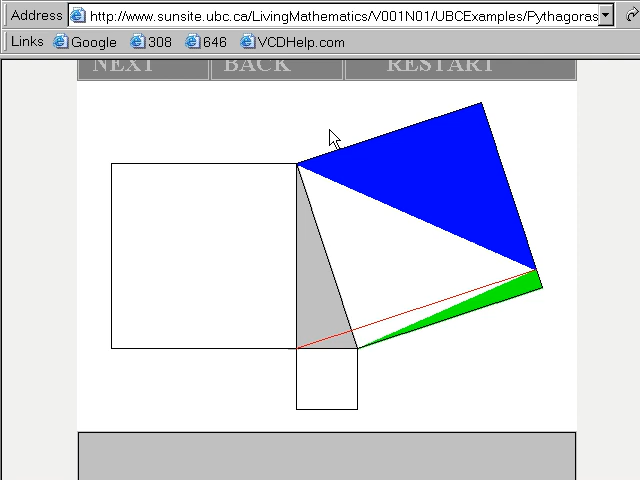 Address http://www.sunsite.ubc.ca/LivingMathematics/V001N01/UBCExamples/Pythagoras
Links Google 308 646 VCDHelp.com
NEXT BACK RESTART